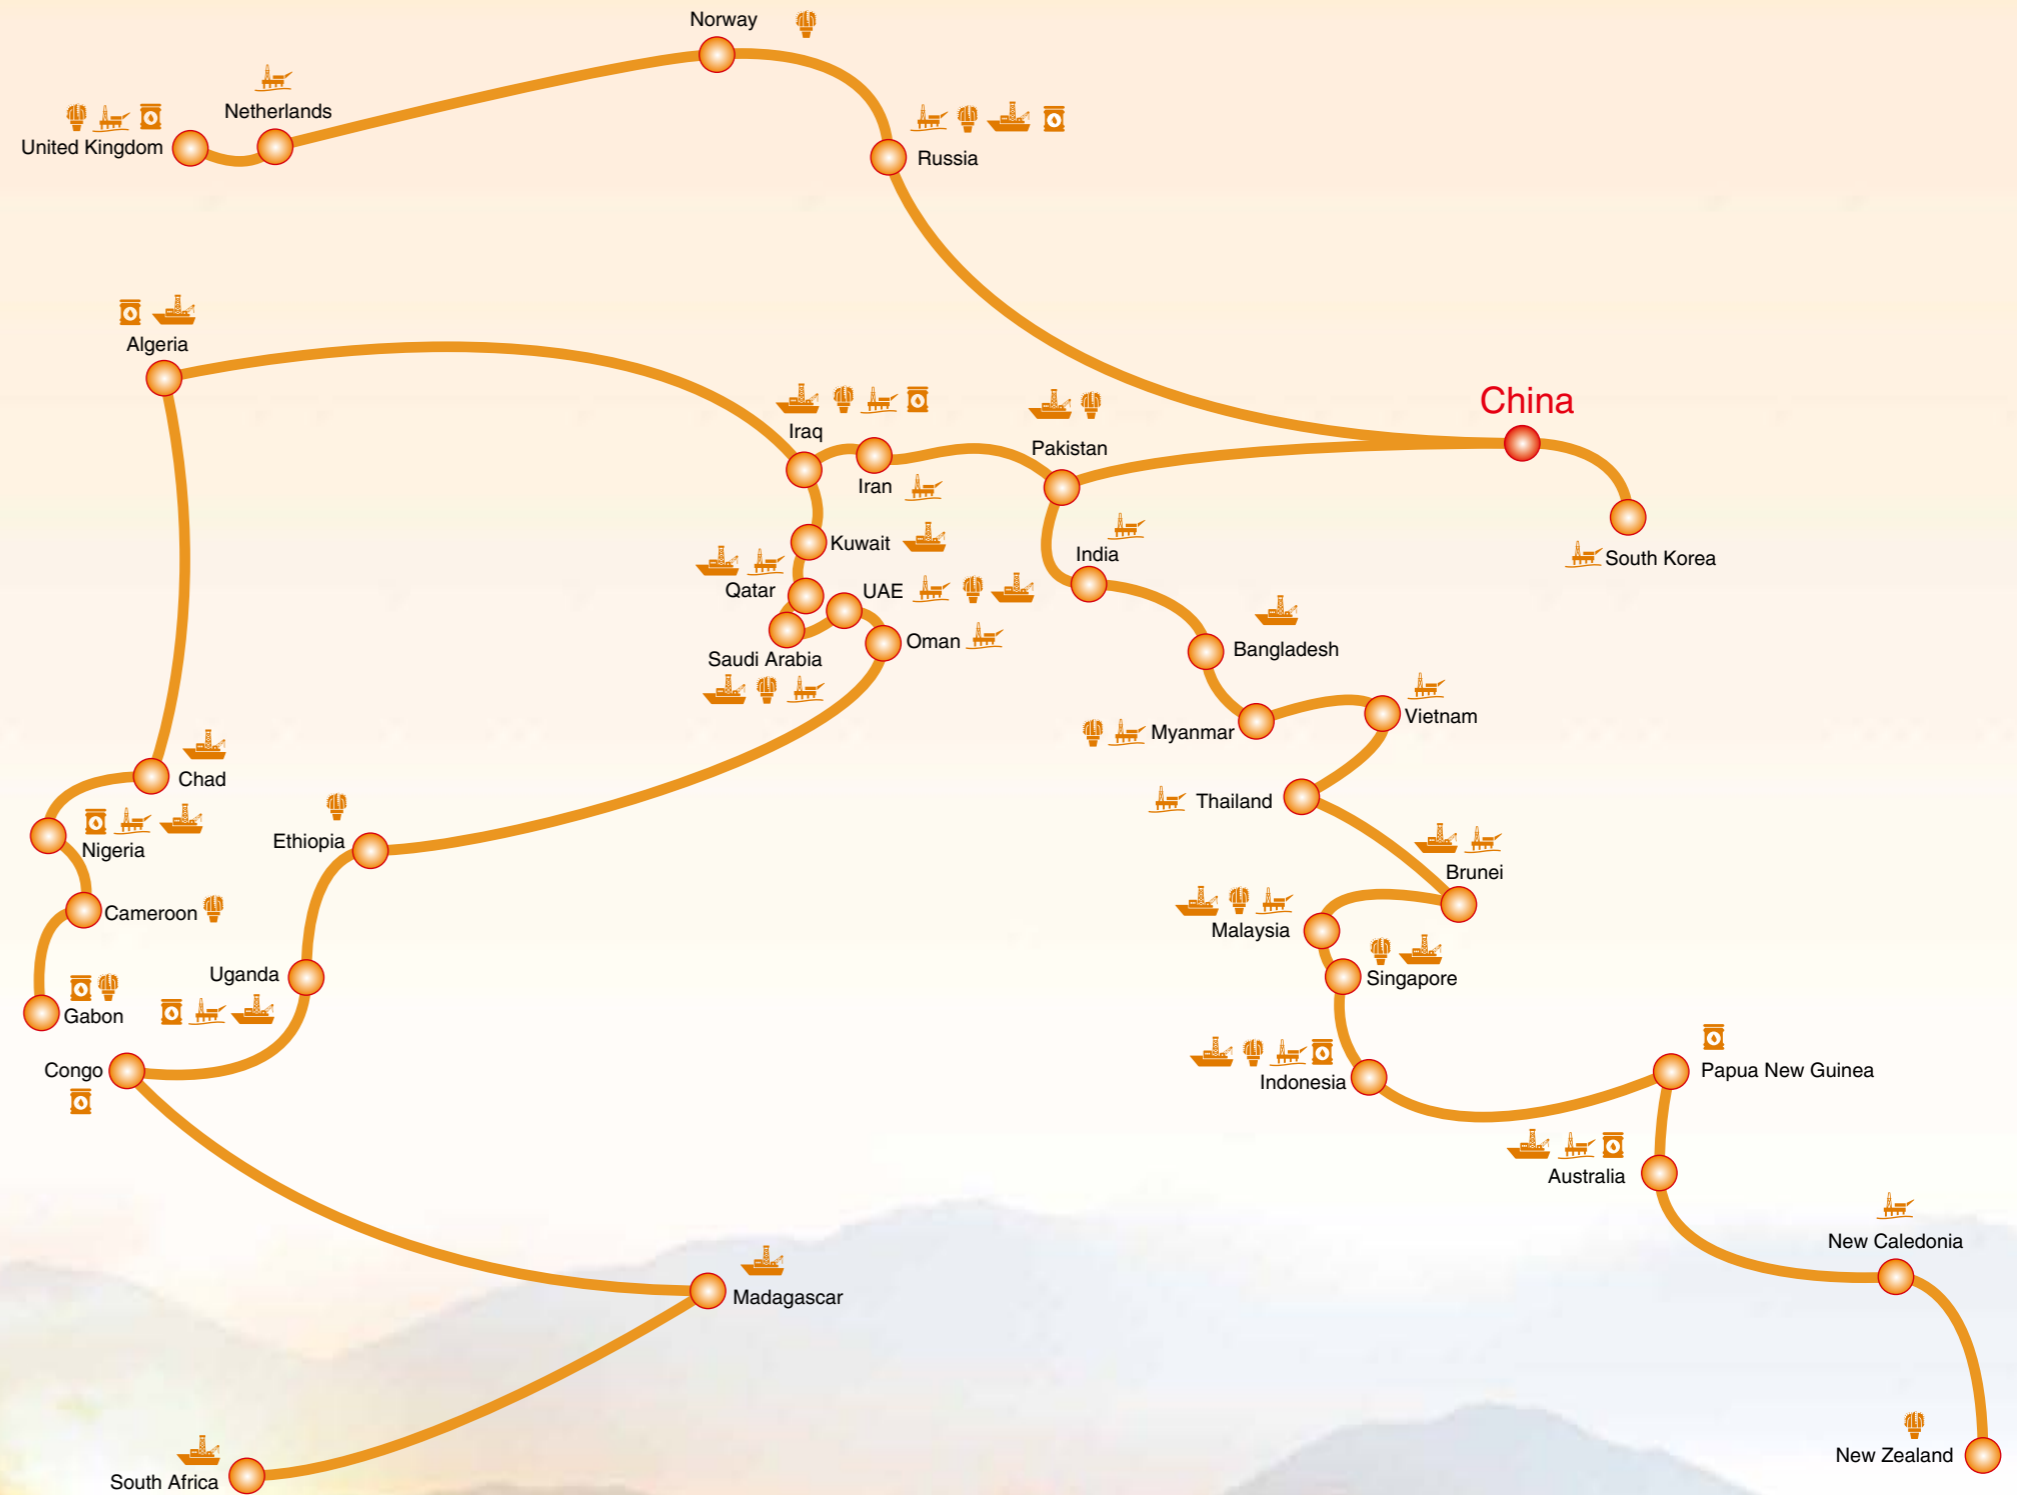 Norway
Netherlands
United Kingdom
Russia
Algeria
China
Iraq
Pakistan
Iran
Kuwait
India
South Korea
Qatar
UAE
Oman
Bangladesh
Saudi Arabia
Vietnam
Myanmar
Chad
Thailand
Ethiopia
Nigeria
Brunei
Cameroon
Malaysia
Uganda
Singapore
Gabon
Congo
Papua New Guinea
Indonesia
Australia
New Caledonia
Madagascar
New Zealand
South Africa